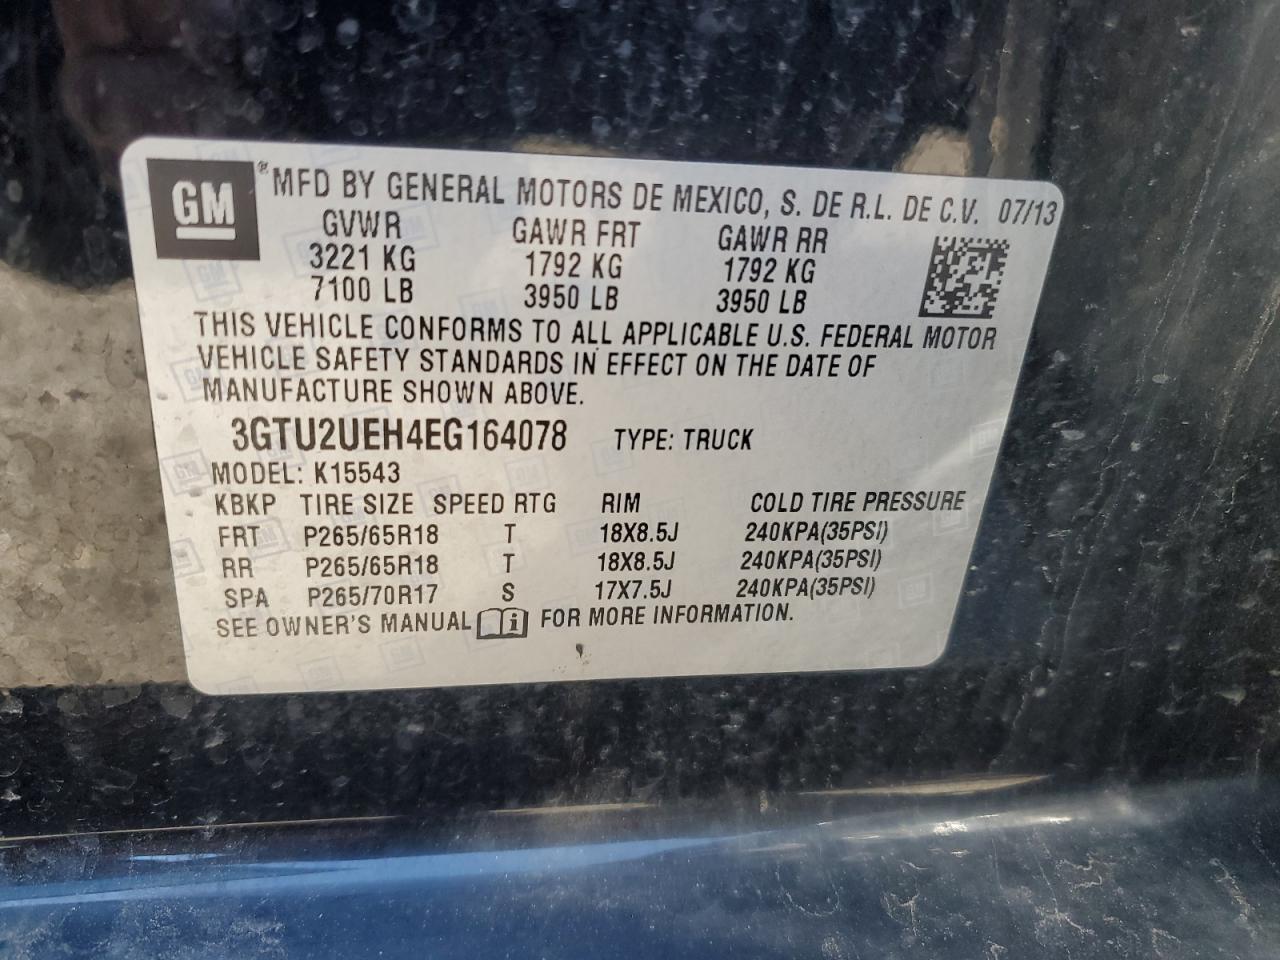 GM ® MFD BY GENERAL MOTORS DE MEXICO, S. DE R.L. DE C.V. 07/13
GVWR GAWR FRT GAWR RR
3221 KG 1792 KG 1792 KG
7100 LB 3950 LB 3950 LB
THIS VEHICLE CONFORMS TO ALL APPLICABLE U.S. FEDERAL MOTOR
VEHICLE SAFETY STANDARDS IN EFFECT ON THE DATE OF
MANUFACTURE SHOWN ABOVE.
3GTU2UEH4EG164078 TYPE: TRUCK
MODEL: K15543
KBKP TIRE SIZE SPEED RTG RIM COLD TIRE PRESSURE
FRT P265/65R18 T 18X8.5J 240KPA(35PSI)
RR P265/65R18 T 18X8.5J 240KPA(35PSI)
SPA P265/70R17 S 17X7.5J 240KPA(35PSI)
SEE OWNER'S MANUAL i FOR MORE INFORMATION.